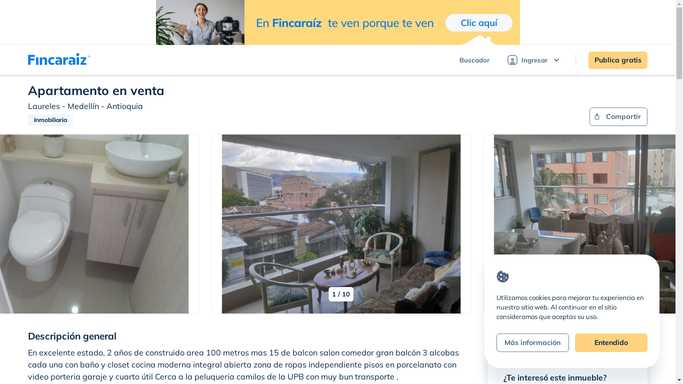 En Fincaraíz te ven porque te ven
Clic aquí
Fincaraíz
Buscador
Ingresar
Publica gratis
Apartamento en venta
Laureles - Medellín - Antioquia
Inmobiliaria
Compartir
1 / 10
Utilizamos cookies para mejorar tu experiencia en
nuestro sitio web. Al continuar en el sitio
consideramos que aceptas su uso.
Más información
Entendido
Descripción general
En excelente estado, 2 años de construido area 100 metros mas 15 de balcon salon comedor gran balcón 3 alcobas
cada una con baño y closet cocina moderna integral abierta zona de ropas independiente pisos en porcelanato con
video porteria garaje y cuarto útil Cerca a la peluqueria camilos de la UPB con muy bun transporte ,
¿Te interesó este inmueble?